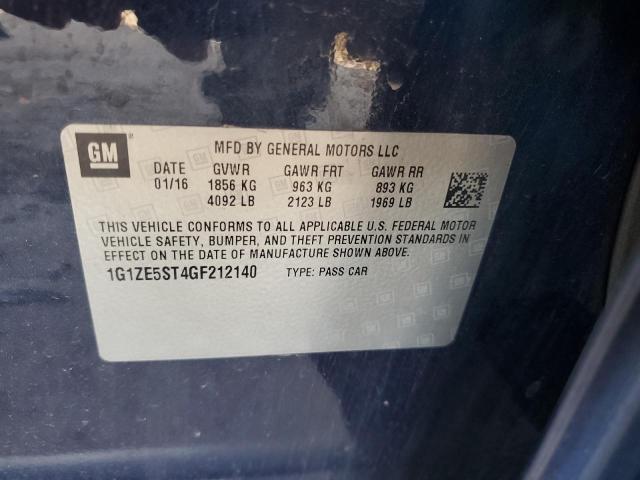 GM
MFD BY GENERAL MOTORS LLC
DATE GVWR GAWR FRT GAWR RR
01/16 1856 KG 963 KG 893 KG
4092 LB 2123 LB 1969 LB
THIS VEHICLE CONFORMS TO ALL APPLICABLE U.S. FEDERAL MOTOR
VEHICLE SAFETY, BUMPER, AND THEFT PREVENTION STANDARDS IN
EFFECT ON THE DATE OF MANUFACTURE SHOWN ABOVE.
1G1ZE5ST4GF212140 TYPE: PASS CAR